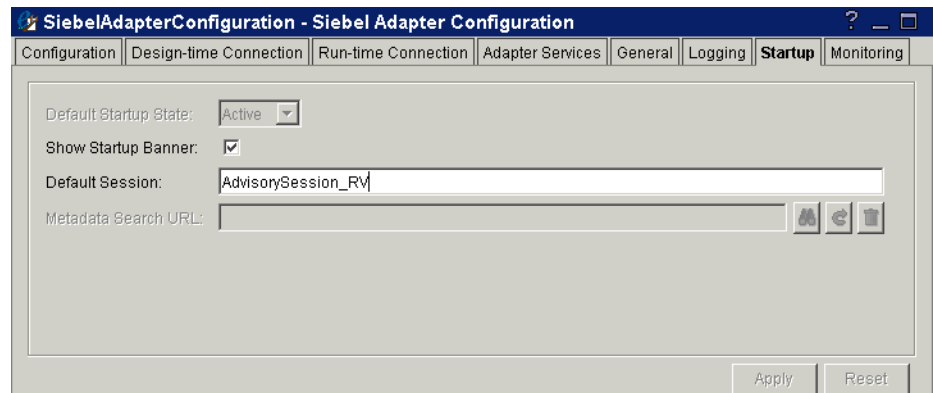 SiebelAdapterConfiguration - Siebel Adapter Configuration ?
Configuration Design-time Connection Run-time Connection Adapter Services General Logging Startup Monitoring
Default Startup State: Active
Show Startup Banner:
Default Session: AdvisorySession_RV
Metadata Search URL:
Apply Reset